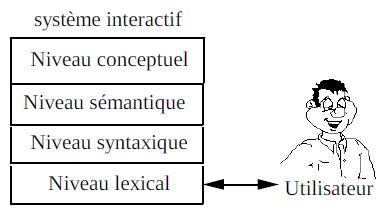 système interactif
Niveau conceptuel
Niveau sémantique
Niveau syntaxique
Niveau lexical
Utilisateur